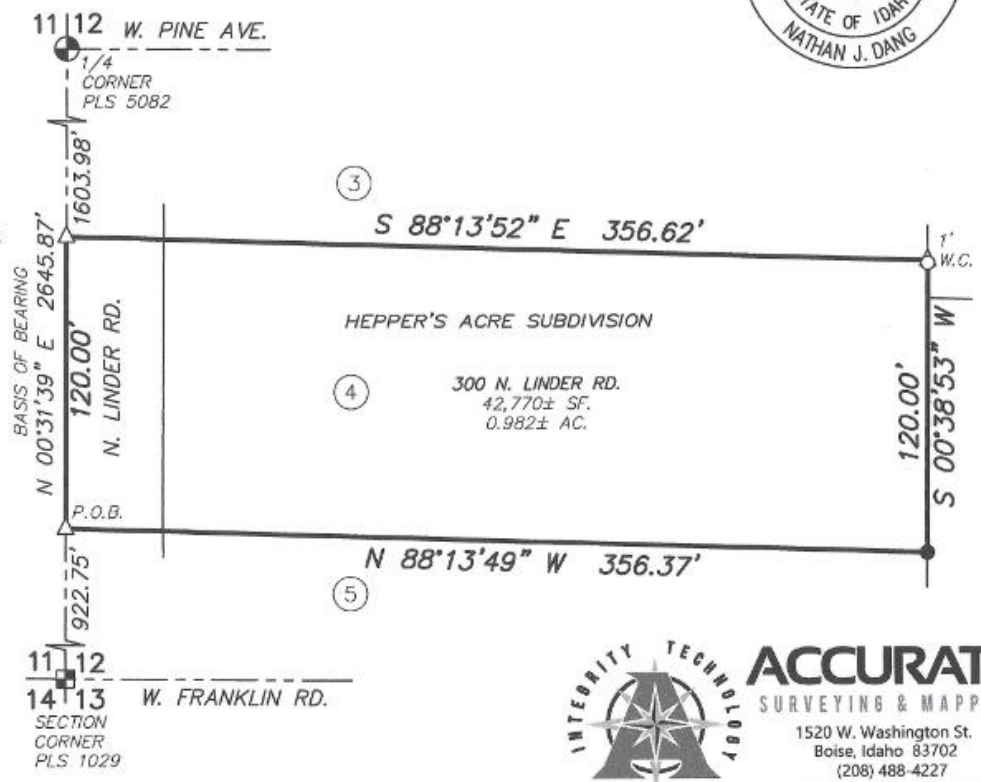 11 12 W. PINE AVE.
1/4
CORNER
PLS 5082
STATE OF IDAHO
NATHAN J. DANG
1603.98'
3
S 88°13'52" E 356.62'
1'
W.C.
BASIS OF BEARING
N 00°31'39" E 2645.87'
120.00'
N. LINDER RD.
HEPPER'S ACRE SUBDIVISION
4
300 N. LINDER RD.
42,770± SF.
0.982± AC.
120.00'
S 00°38'53" W
P.O.B.
N 88°13'49" W 356.37'
5
922.75'
11 12
14 13
W. FRANKLIN RD.
SECTION
CORNER
PLS 1029
INTEGRITY TECHNOLOGY
ACCURAT
SURVEYING & MAPP
1520 W. Washington St.
Boise, Idaho 83702
(208) 488-4227